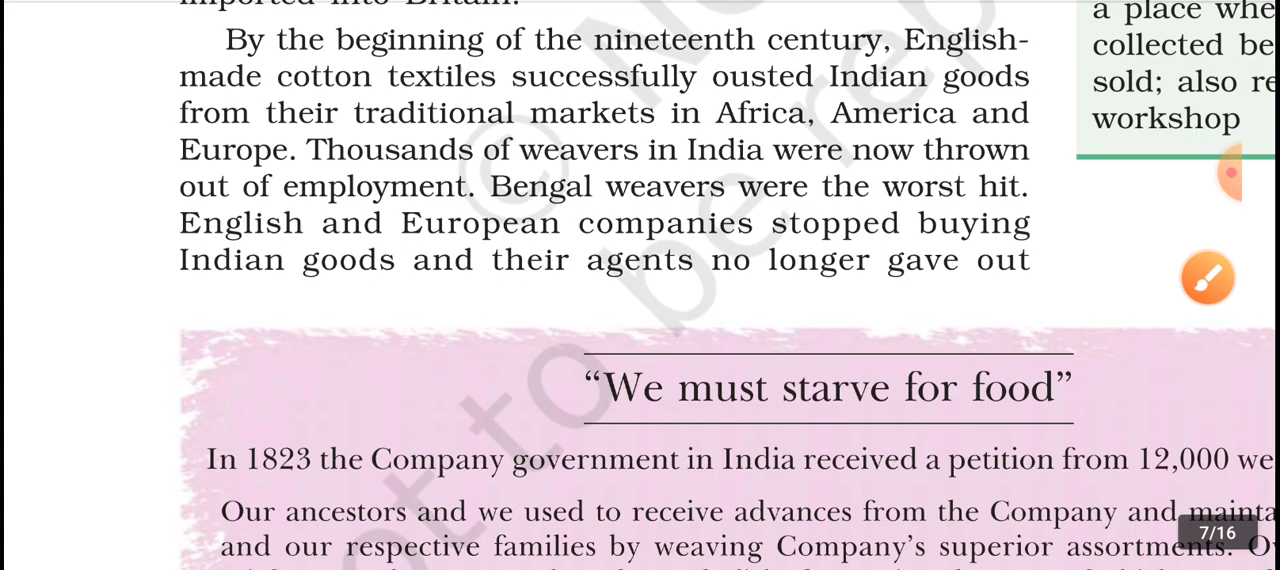 By the beginning of the nineteenth century, English-
made cotton textiles successfully ousted Indian goods
from their traditional markets in Africa, America and
Europe. Thousands of weavers in India were now thrown
out of employment. Bengal weavers were the worst hit.
English and European companies stopped buying
Indian goods and their agents no longer gave out
a place whe
collected be
sold; also re
workshop
“We must starve for food”
In 1823 the Company government in India received a petition from 12,000 we
Our ancestors and we used to receive advances from the Company and mainta
and our respective families by weaving Company’s superior assortments. O
7/16
© N
be rep
ot to